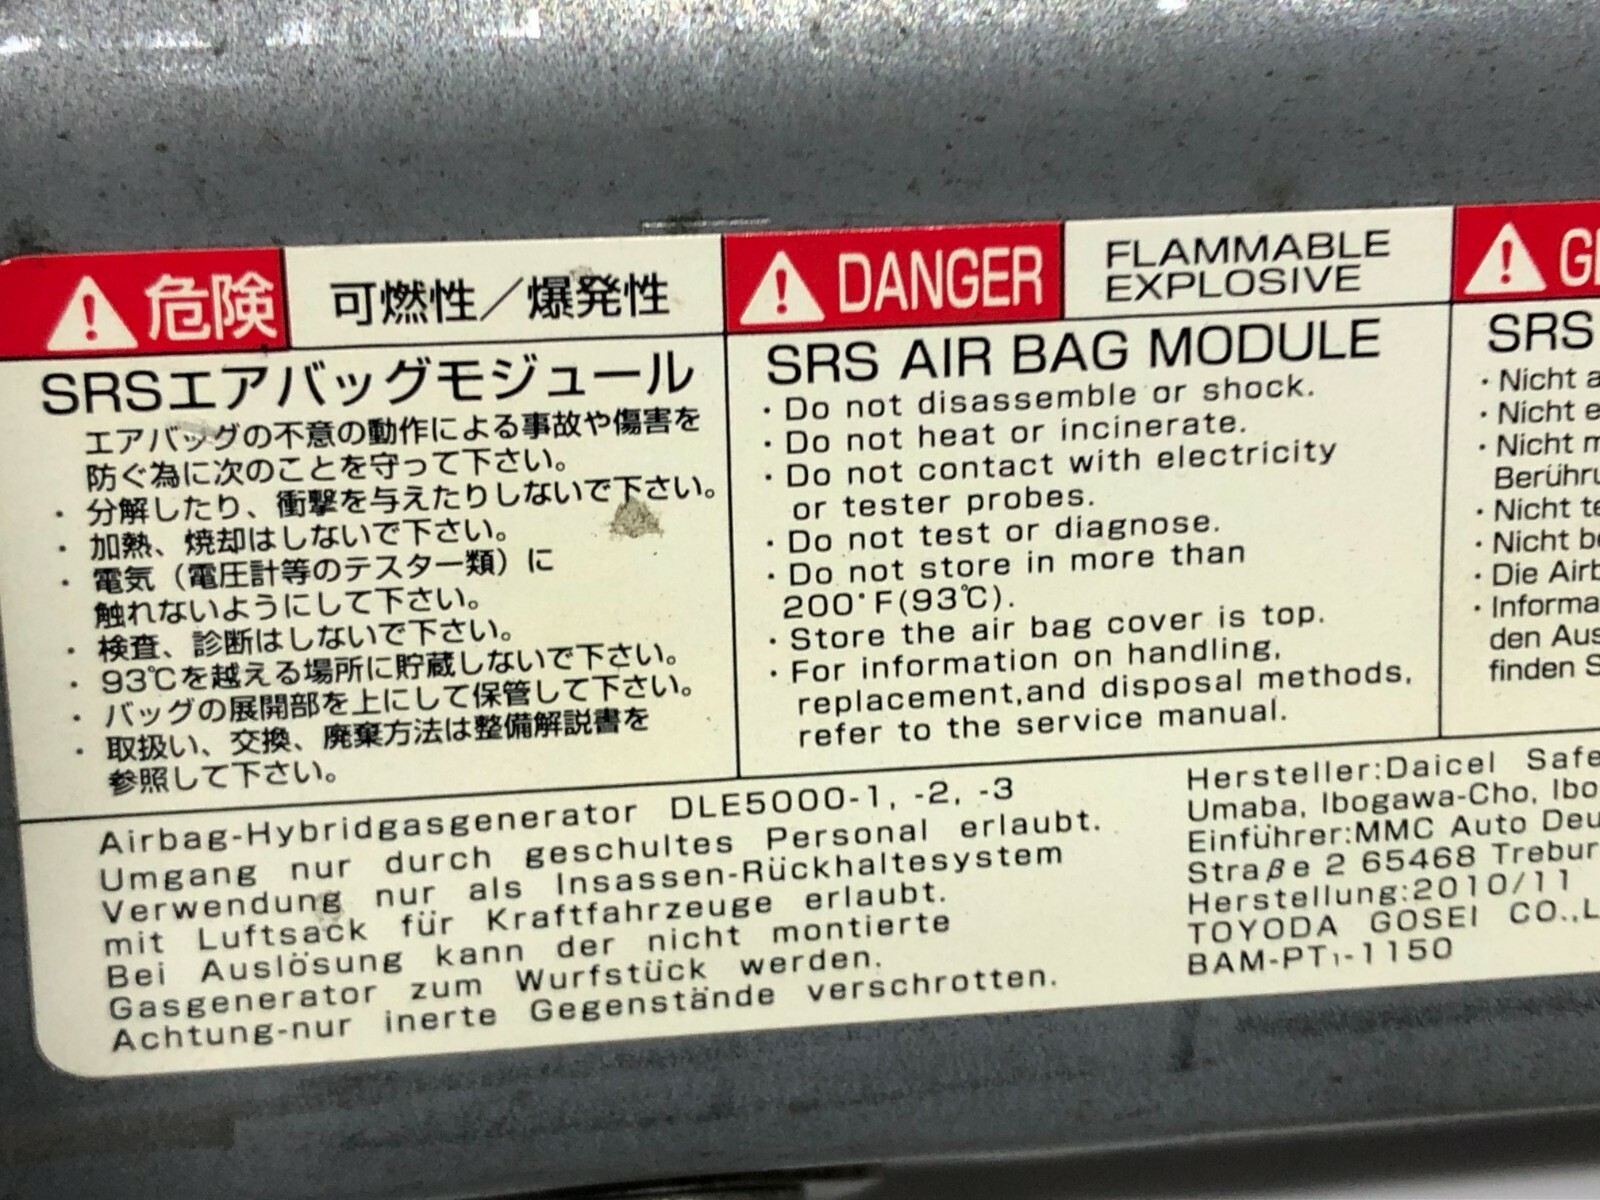 危険
可燃性／爆発性
SRSエアバッグモジュール
エアバッグの不意の動作による事故や傷害を
防ぐ為に次のことを守って下さい。
・分解したり、衝撃を与えたりしないで下さい。
・加熱、焼却はしないで下さい。
・電気（電圧計等のテスター類）に
触れないようにして下さい。
・検査、診断はしないで下さい。
・93℃を越える場所に貯蔵しないで下さい。
・バッグの展開部を上にして保管して下さい。
・取扱い、交換、廃棄方法は整備解説書を
参照して下さい。
DANGER
FLAMMABLE
EXPLOSIVE
SRS AIR BAG MODULE
・Do not disassemble or shock.
・Do not heat or incinerate.
・Do not contact with electricity
or tester probes.
・Do not test or diagnose.
・Do not store in more than
200°F(93℃).
・Store the air bag cover is top.
・For information on handling,
replacement,and disposal methods,
refer to the service manual.
SRS
・Nicht
・Nicht
・Nicht
・Nicht
・Nicht
・Die
den
finden
Airbag-Hybridgasgenerator DLE5000-1, -2, -3
Umgang nur durch geschultes Personal erlaubt.
Verwendung nur als Insassen-Rückhaltesystem
mit Luftsack für Kraftfahrzeuge erlaubt.
Bei Auslösung kann der nicht montierte
Gasgenerator zum Wurfstück werden.
Achtung-nur inerte Gegenstände verschrotten.
Hersteller:Daicel
Umaba, Ibogawa-Cho,
Einführer:MMC Auto
Straβe 2 65468 Trebur
Herstellung:2010/11
TOYODA GOSEI CO.,
BAM-PT₁-1150